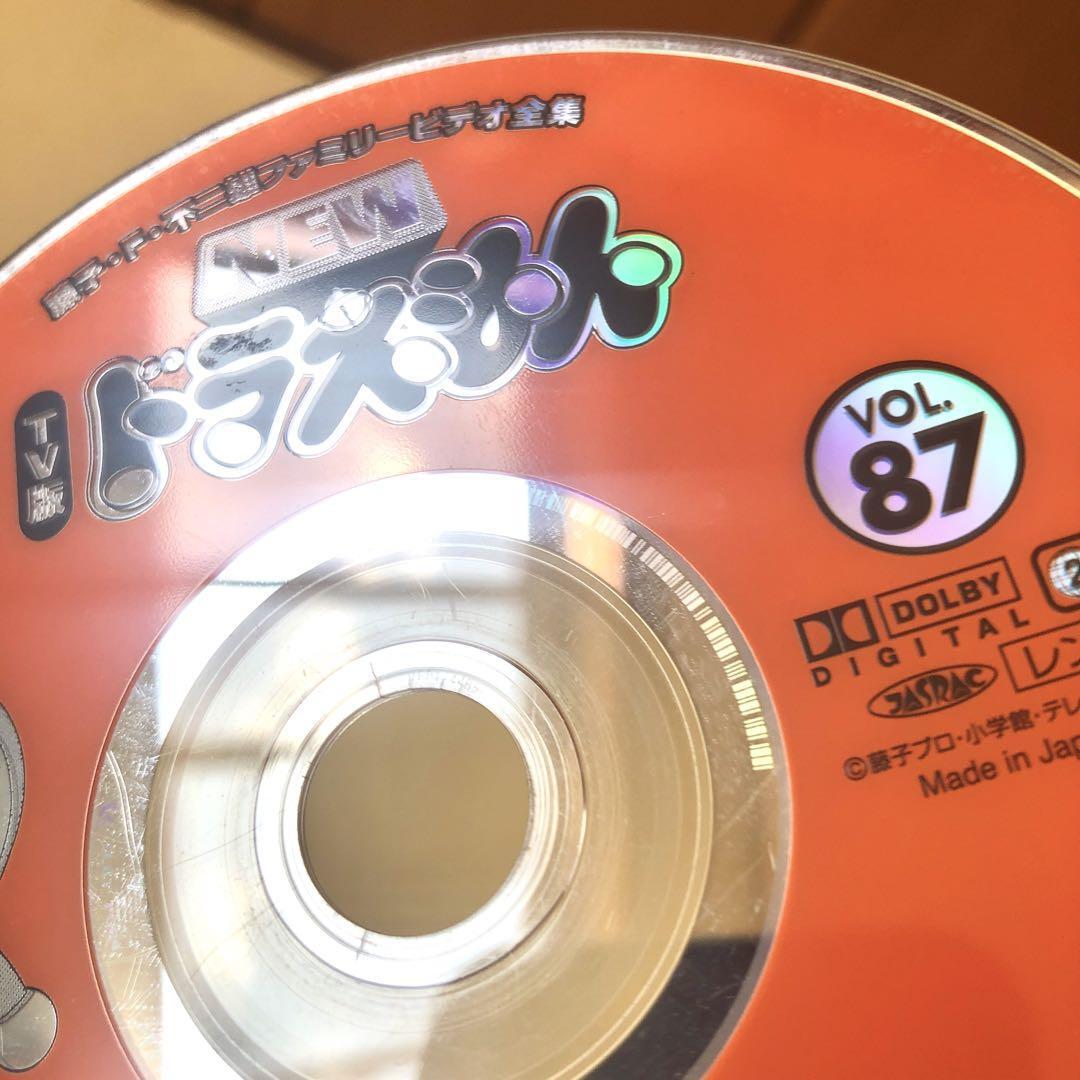 藤子・F・不二雄ファミリービデオ全集
NEW
TV版
ドラえもん
VOL.
87
DOLBY
DIGITAL
2
JASRAC
レン
©藤子プロ・小学館・テレ
Made in Jap